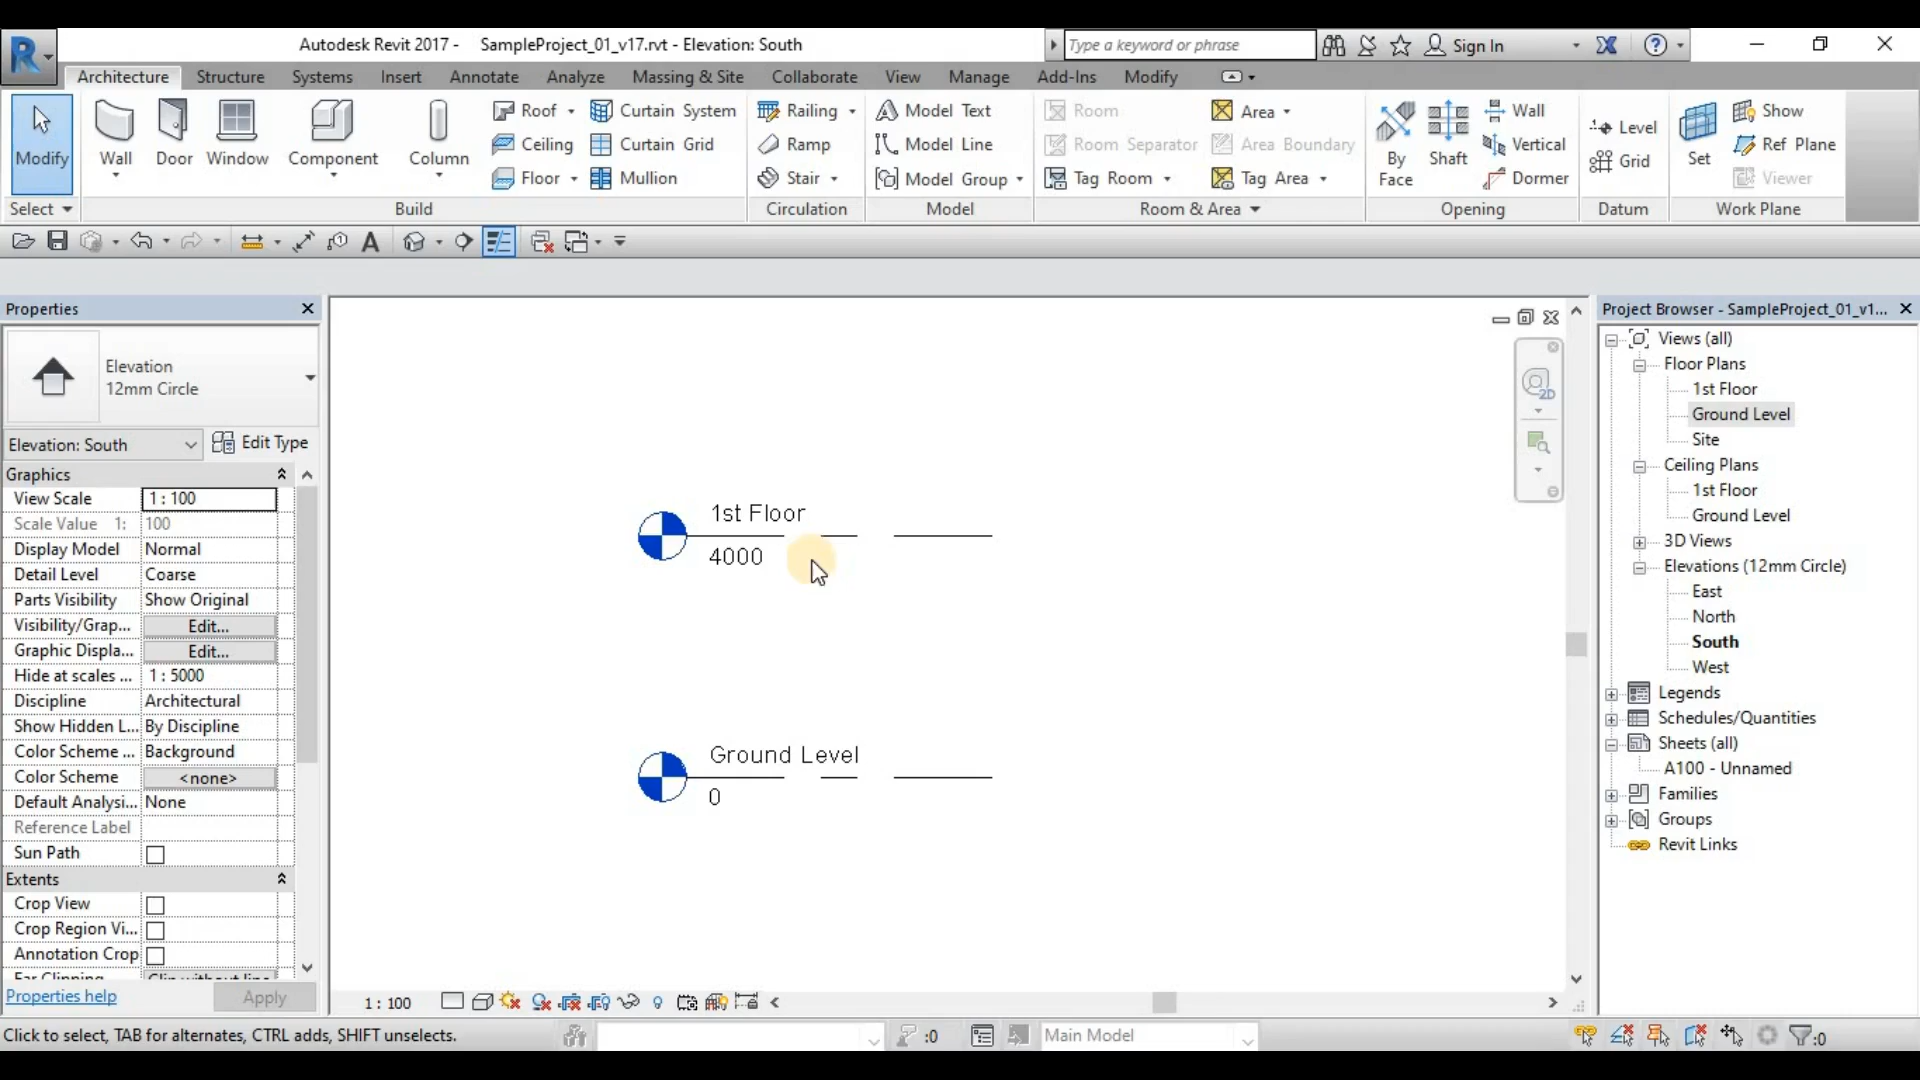 Autodesk Revit 2017 - SampleProject_01_v17.rvt - Elevation: South
Type a keyword or phrase
Sign In
Architecture Structure Systems Insert Annotate Analyze Massing & Site Collaborate View Manage Add-Ins Modify
Modify
Wall
Door
Window
Component
Column
Roof
Ceiling
Floor
Curtain System
Curtain Grid
Mullion
Railing
Ramp
Stair
Model Text
Model Line
Model Group
Room
Room Separator
Tag Room
Area
Area Boundary
Tag Area
By
Face
Shaft
Wall
Vertical
Dormer
Level
Grid
Set
Show
Ref Plane
Viewer
Select
Build
Circulation
Model
Room & Area
Opening
Datum
Work Plane
Properties
Elevation
12mm Circle
Elevation: South
Edit Type
Graphics
View Scale 1 : 100
Scale Value 1: 100
Display Model Normal
Detail Level Coarse
Parts Visibility Show Original
Visibility/Grap... Edit...
Graphic Displa... Edit...
Hide at scales ... 1 : 5000
Discipline Architectural
Show Hidden L... By Discipline
Color Scheme ... Background
Color Scheme <none>
Default Analysi... None
Reference Label
Sun Path
Extents
Crop View
Crop Region Vi...
Annotation Crop
Far Clipping Clip without line
Properties help
Apply
2D
1st Floor
4000
Ground Level
0
1 : 100
Project Browser - SampleProject_01_v1...
Views (all)
Floor Plans
1st Floor
Ground Level
Site
Ceiling Plans
1st Floor
Ground Level
3D Views
Elevations (12mm Circle)
East
North
South
West
Legends
Schedules/Quantities
Sheets (all)
A100 - Unnamed
Families
Groups
Revit Links
Click to select, TAB for alternates, CTRL adds, SHIFT unselects.
:0
Main Model
:0